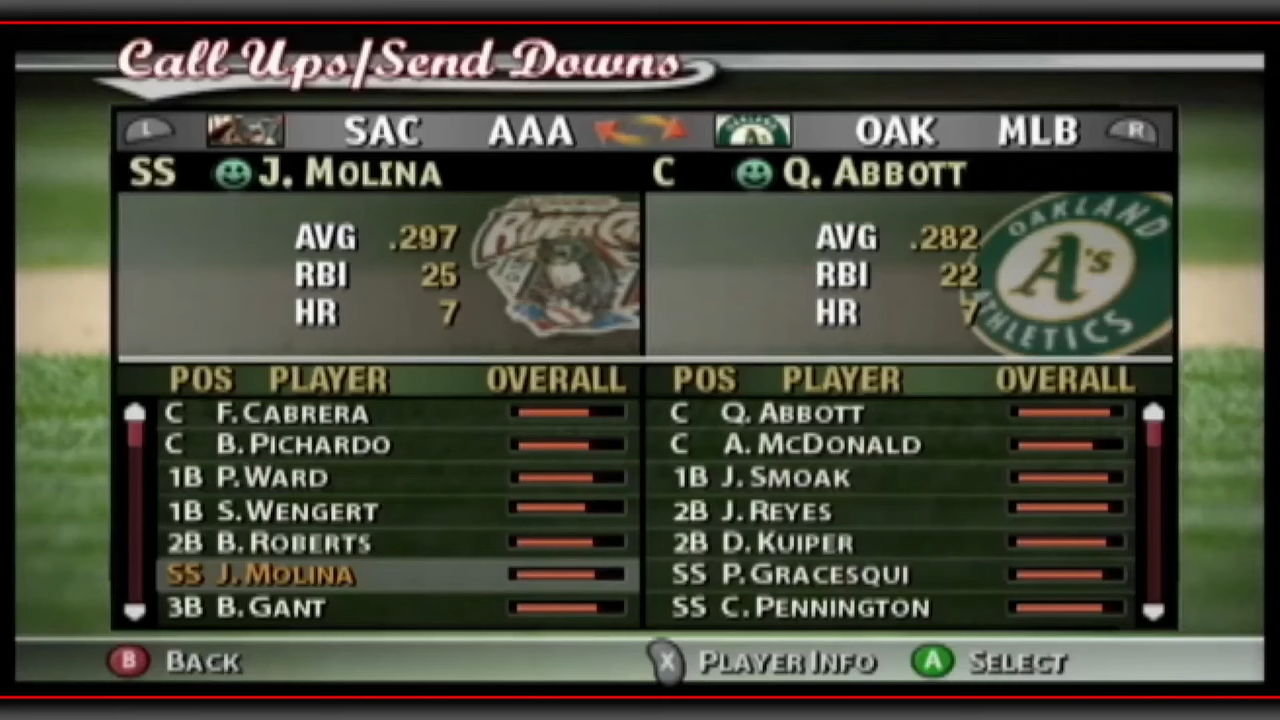 Call Ups/Send Downs
L SAC AAA OAK MLB R
SS J. MOLINA C Q. ABBOTT
AVG .297 AVG .282
RBI 25 RBI 22
HR 7 HR 7
OAKLAND A's ATHLETICS
POS PLAYER OVERALL POS PLAYER OVERALL
C F. CABRERA C Q. ABBOTT
C B. PICHARDO C A. MCDONALD
1B P. WARD 1B J. SMOAK
1B S. WENGERT 2B J. REYES
2B B. ROBERTS 2B D. KUIPER
SS J. MOLINA SS P. GRACESQUI
3B B. GANT SS C. PENNINGTON
B BACK X PLAYER INFO A SELECT